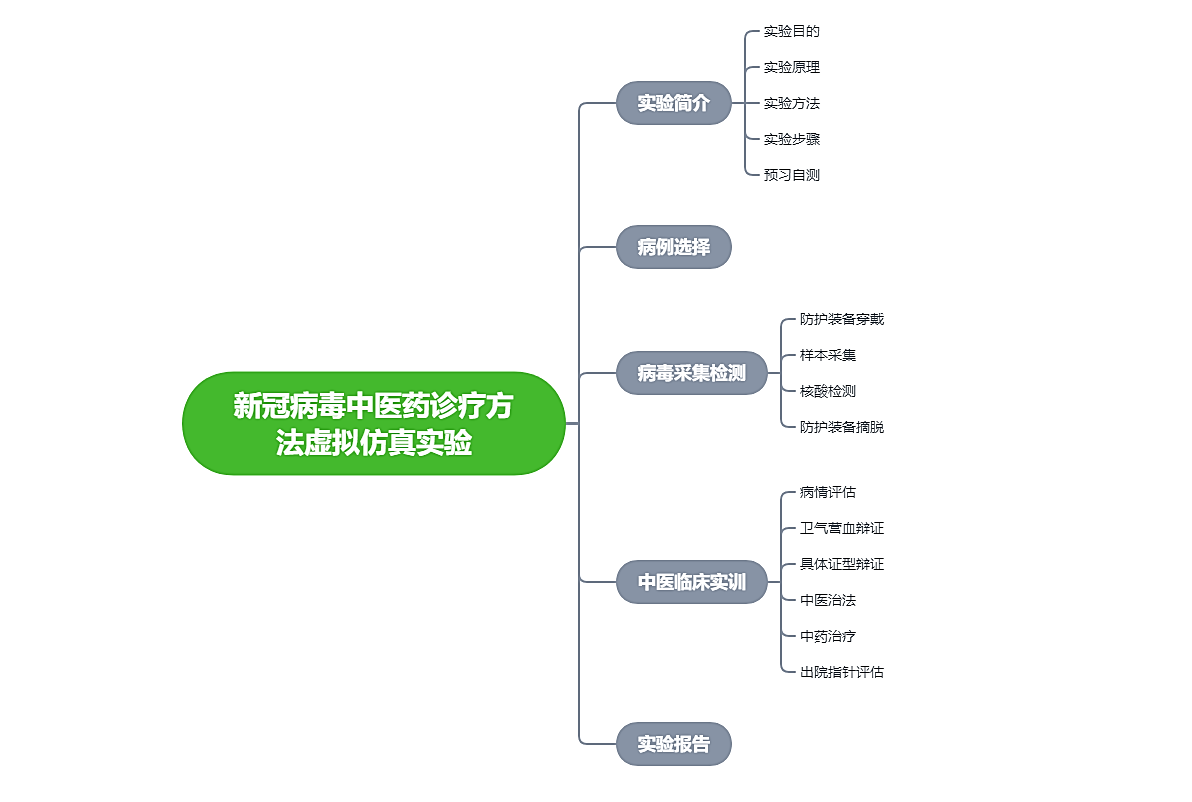 新冠病毒中医药诊疗方
法虚拟仿真实验
实验简介
实验目的
实验原理
实验方法
实验步骤
预习自测
病例选择
病毒采集检测
防护装备穿戴
样本采集
核酸检测
防护装备摘脱
中医临床实训
病情评估
卫气营血辩证
具体证型辩证
中医治法
中药治疗
出院指针评估
实验报告